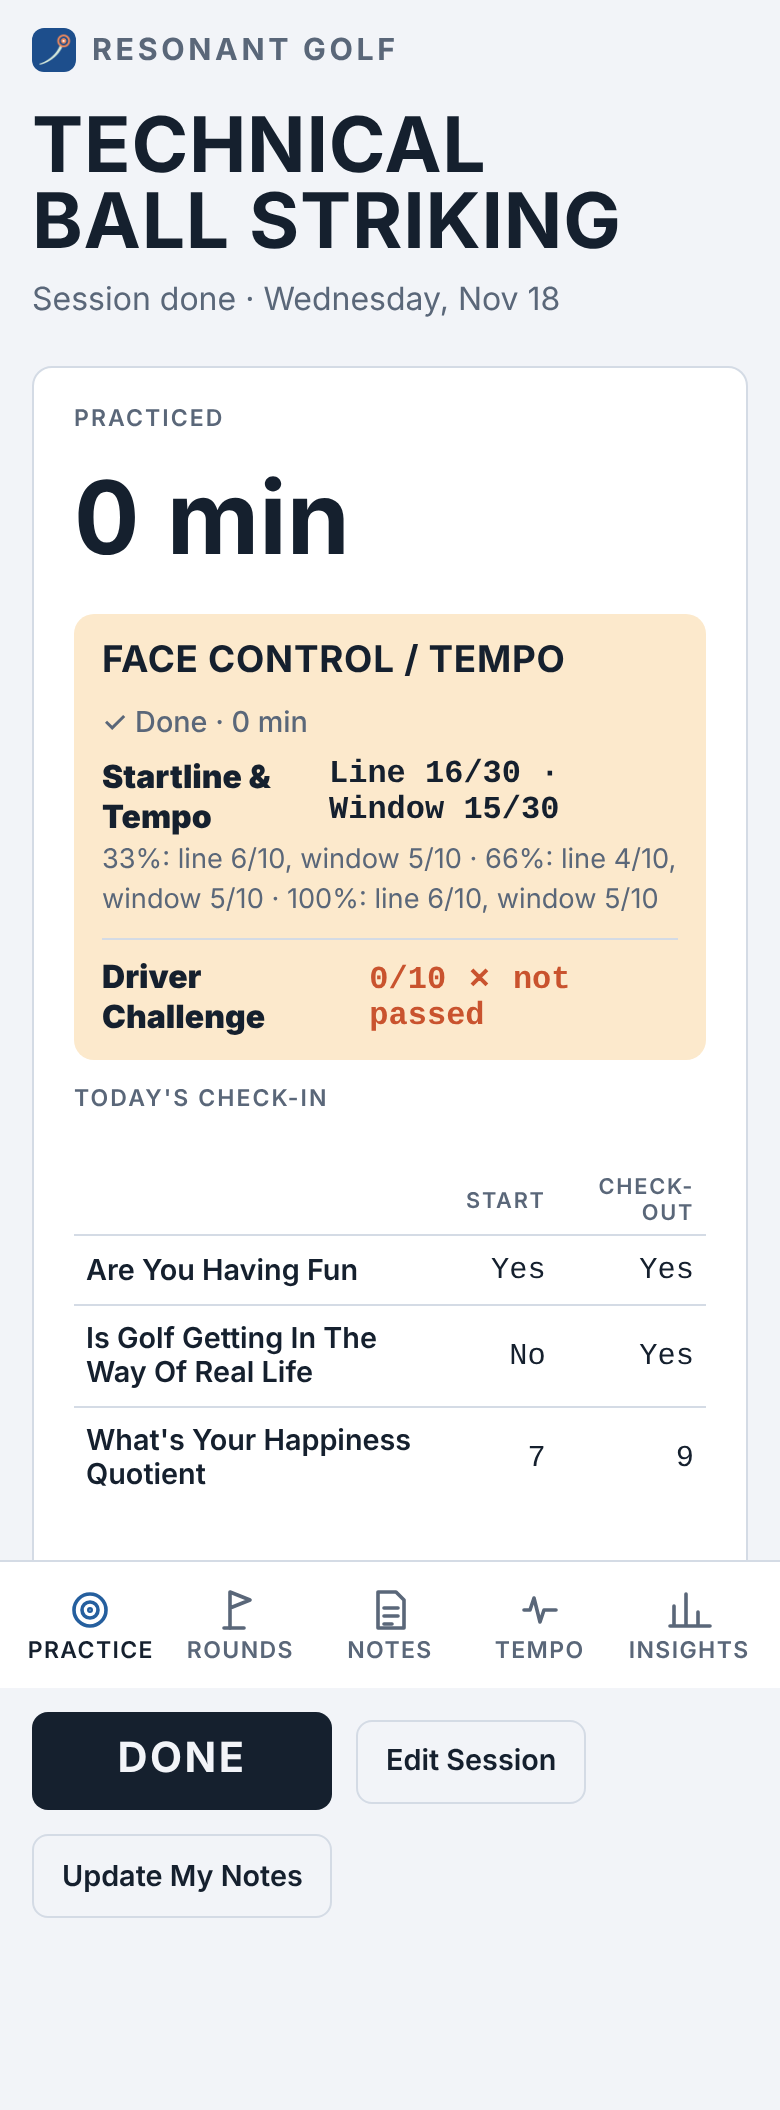 RESONANT GOLF
TECHNICAL
BALL STRIKING
Session done · Wednesday, Nov 18
PRACTICED
0 min
FACE CONTROL / TEMPO
✓ Done · 0 min
Startline & Tempo
Line 16/30 ·
Window 15/30
33%: line 6/10, window 5/10 · 66%: line 4/10,
window 5/10 · 100%: line 6/10, window 5/10
Driver
Challenge
0/10 ✕ not
passed
TODAY'S CHECK-IN
START
CHECK-
OUT
Are You Having Fun
Yes
Yes
Is Golf Getting In The
Way Of Real Life
No
Yes
What's Your Happiness
Quotient
7
9
PRACTICE
ROUNDS
NOTES
TEMPO
INSIGHTS
DONE
Edit Session
Update My Notes